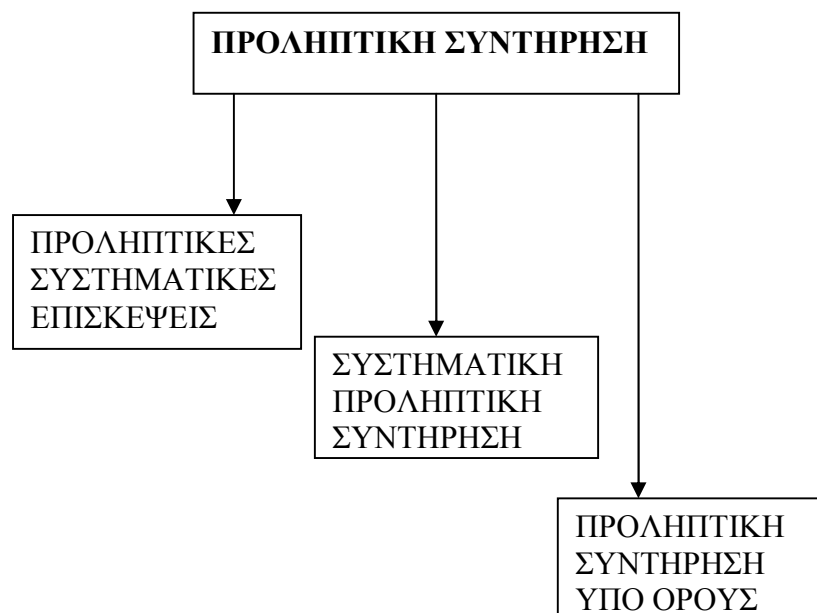 ΠΡΟΛΗΠΤΙΚΗ ΣΥΝΤΗΡΗΣΗ
ΠΡΟΛΗΠΤΙΚΕΣ
ΣΥΣΤΗΜΑΤΙΚΕΣ
ΕΠΙΣΚΕΨΕΙΣ
ΣΥΣΤΗΜΑΤΙΚΗ
ΠΡΟΛΗΠΤΙΚΗ
ΣΥΝΤΗΡΗΣΗ
ΠΡΟΛΗΠΤΙΚΗ
ΣΥΝΤΗΡΗΣΗ
ΥΠΟ ΟΡΟΥΣ